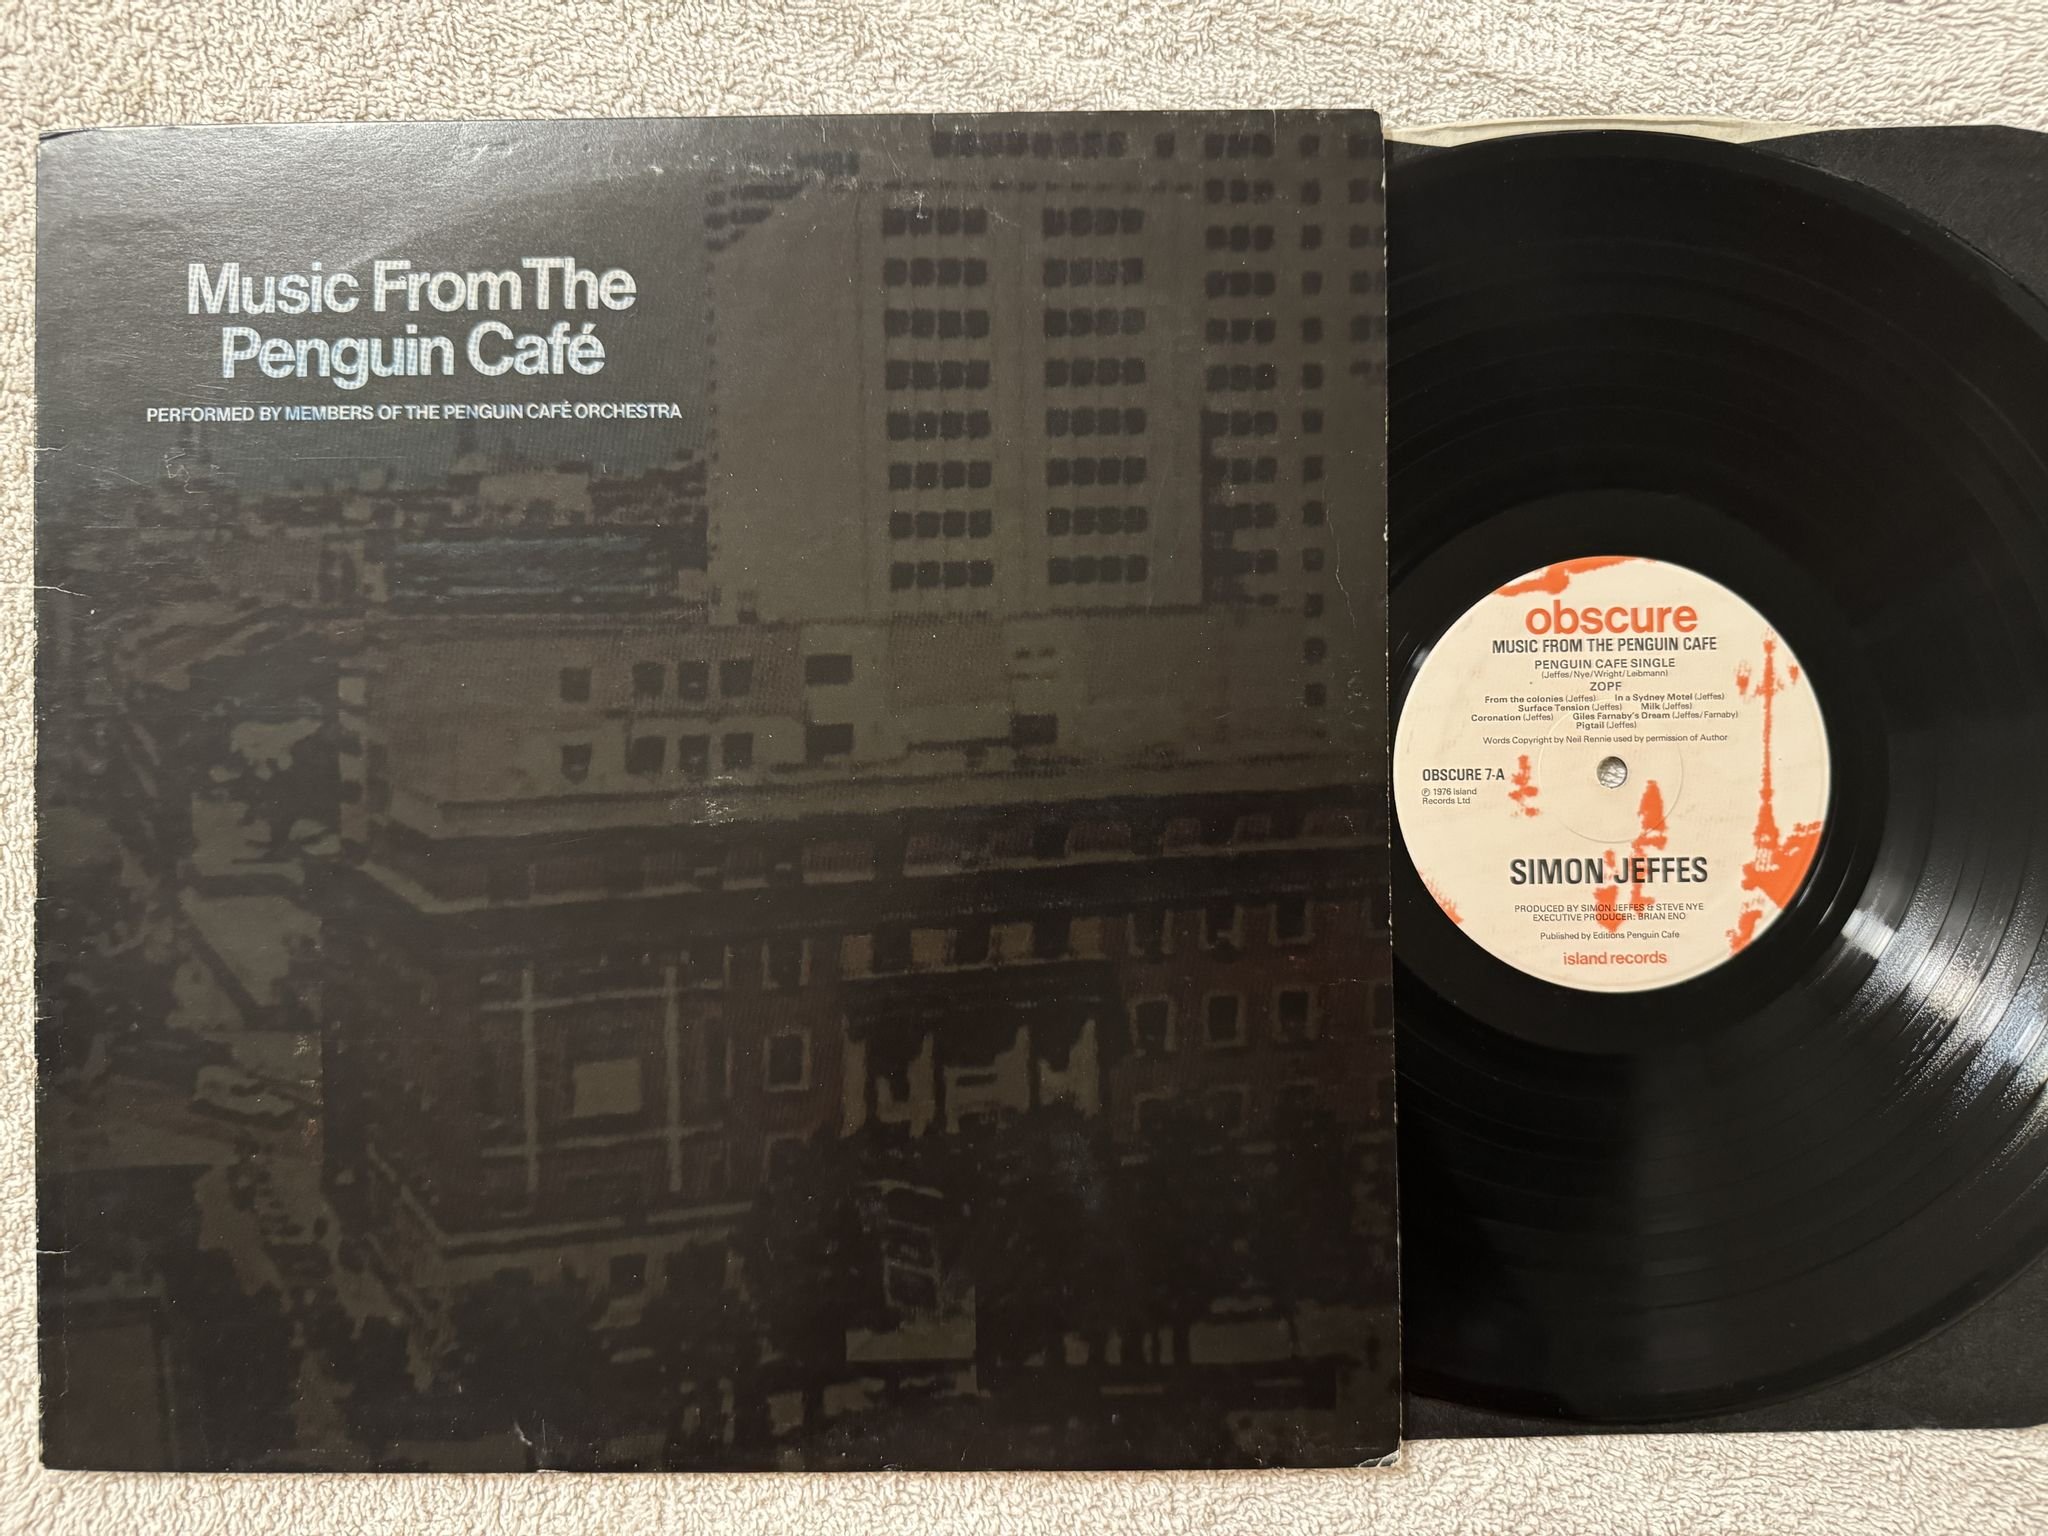 Music From The
Penguin Café
PERFORMED BY MEMBERS OF THE PENGUIN CAFÉ ORCHESTRA
obscure
MUSIC FROM THE PENGUIN CAFE
PENGUIN CAFE SINGLE
(Jeffes/Nye/Wright/Leibmann)
ZOPF
From the colonies (Jeffes) In a Sydney Motel (Jeffes)
Surface Tension (Jeffes) Milk (Jeffes)
Coronation (Jeffes) Giles Farnaby's Dream (Jeffes/Farnaby)
Pigtail (Jeffes)
Words Copyright by Neil Rennie used by permission of Author
OBSCURE 7-A
℗ 1976 Island
Records Ltd
SIMON JEFFES
PRODUCED BY SIMON JEFFES & STEVE NYE
EXECUTIVE PRODUCER: BRIAN ENO
Published by Editions Penguin Cafe
island records